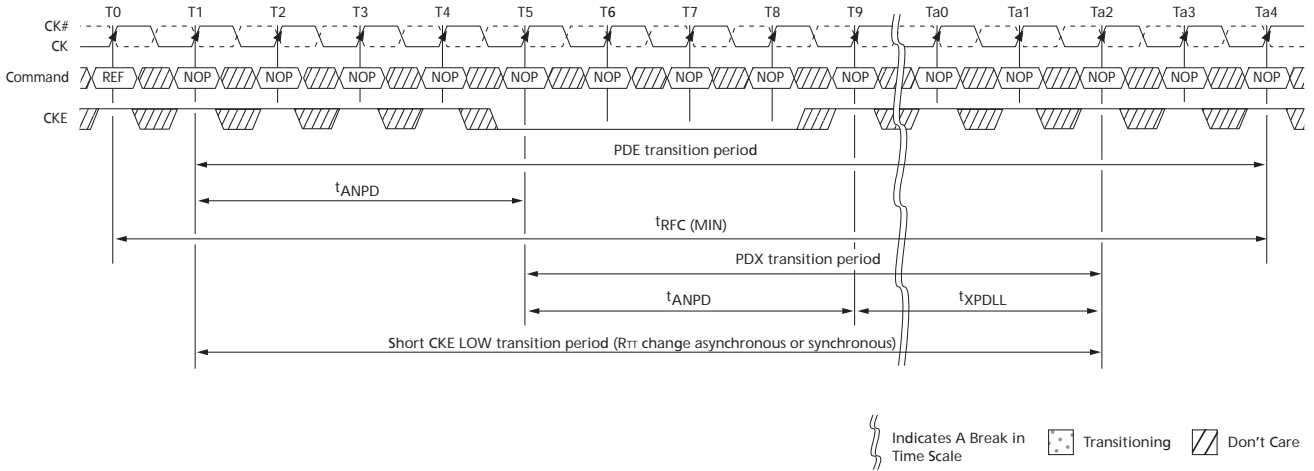 T0 T1 T2 T3 T4 T5 T6 T7 T8 T9 Ta0 Ta1 Ta2 Ta3 Ta4
CK#
CK
Command REF NOP NOP NOP NOP NOP NOP NOP NOP NOP NOP NOP NOP NOP NOP
CKE
PDE transition period
tANPD
tRFC (MIN)
PDX transition period
tANPD tXPDLL
Short CKE LOW transition period (RTT change asynchronous or synchronous)
Indicates A Break in
Time Scale
Transitioning
Don't Care